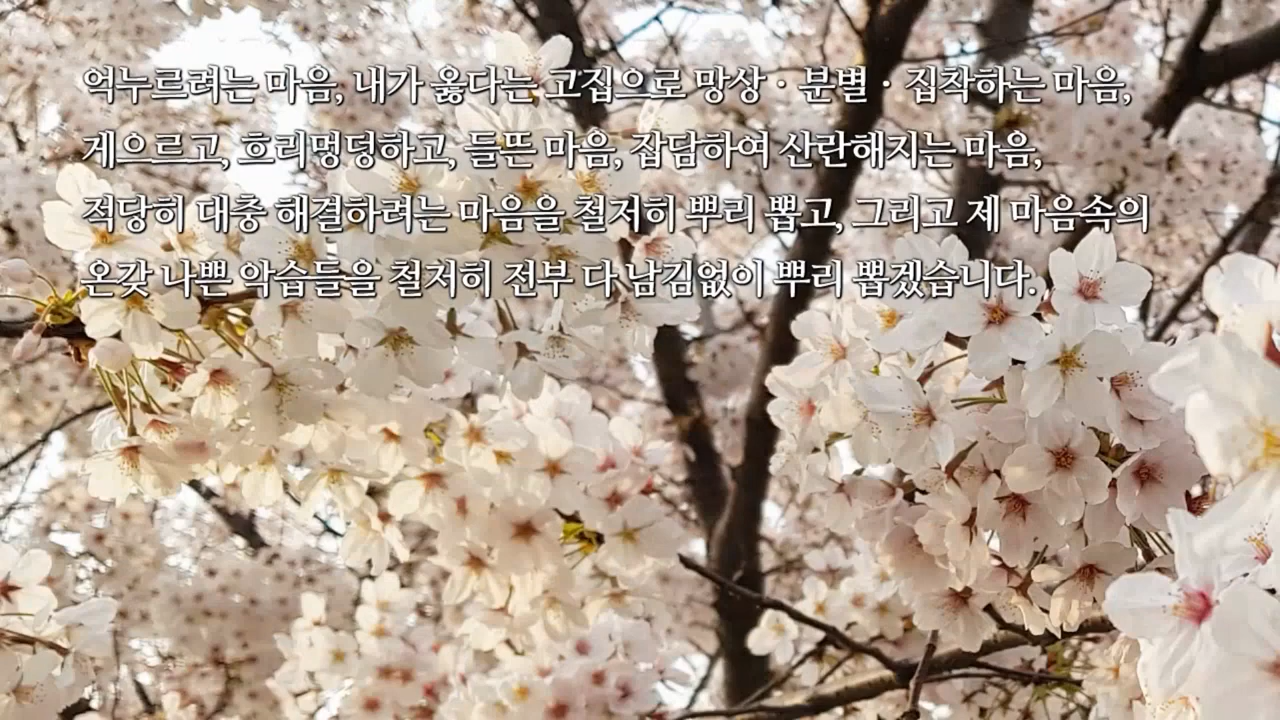 억누르려는 마음, 내가 옳다는 고집으로 망상 · 분별 · 집착하는 마음,
게으르고, 흐리멍덩하고, 들뜬 마음, 잡담하여 산란해지는 마음,
적당히 대충 해결하려는 마음을 철저히 뿌리 뽑고, 그리고 제 마음속의
온갖 나쁜 악습들을 철저히 전부 다 남김없이 뿌리 뽑겠습니다.